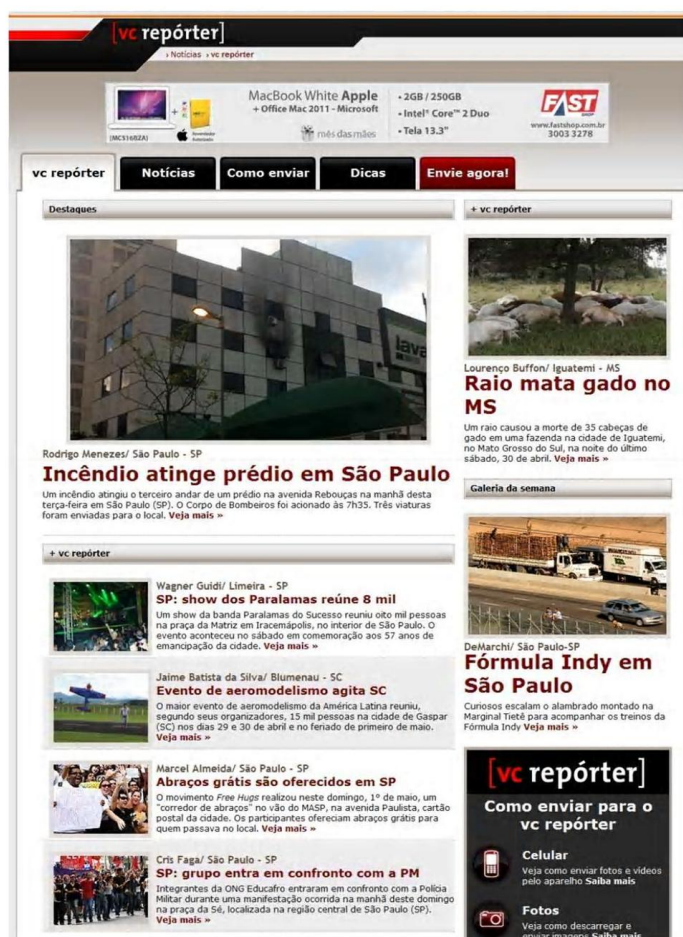 [vc repórter]
› Notícias › vc repórter
MacBook White Apple
+ Office Mac 2011 - Microsoft
mês das mães
• 2GB / 250GB
• Intel® Core™ 2 Duo
• Tela 13.3"
FAST
SHOP
www.fastshop.com.br
3003 3278
(MC516BZA)
vc repórter
Notícias
Como enviar
Dicas
Envie agora!
Destaques
lava
Rodrigo Menezes/ São Paulo - SP
Incêndio atinge prédio em São Paulo
Um incêndio atingiu o terceiro andar de um prédio na avenida Rebouças na manhã desta
terça-feira em São Paulo (SP). O Corpo de Bombeiros foi acionado às 7h35. Três viaturas
foram enviadas para o local. Veja mais »
+ vc repórter
Wagner Guidi/ Limeira - SP
SP: show dos Paralamas reúne 8 mil
Um show da banda Paralamas do Sucesso reuniu oito mil pessoas
na praça da Matriz em Iracemápolis, no interior de São Paulo. O
evento aconteceu no sábado em comemoração aos 57 anos de
emancipação da cidade. Veja mais »
Jaime Batista da Silva/ Blumenau - SC
Evento de aeromodelismo agita SC
O maior evento de aeromodelismo da América Latina reuniu,
segundo seus organizadores, 15 mil pessoas na cidade de Gaspar
(SC) nos dias 29 e 30 de abril e no feriado de primeiro de maio.
Veja mais »
Marcel Almeida/ São Paulo - SP
Abraços grátis são oferecidos em SP
O movimento Free Hugs realizou neste domingo, 1º de maio, um
"corredor de abraços" no vão do MASP, na avenida Paulista, cartão
postal da cidade. Os participantes ofereciam abraços grátis para
quem passava no local. Veja mais »
Cris Faga/ São Paulo - SP
SP: grupo entra em confronto com a PM
Integrantes da ONG Educafro entraram em confronto com a Polícia
Militar durante uma manifestação ocorrida na manhã deste domingo
na praça da Sé, localizada na região central de São Paulo (SP).
Veja mais »
+ vc repórter
Lourenço Buffon/ Iguatemi - MS
Raio mata gado no
MS
Um raio causou a morte de 35 cabeças de
gado em uma fazenda na cidade de Iguatemi,
no Mato Grosso do Sul, na noite do último
sábado, 30 de abril. Veja mais »
Galeria da semana
DeMarchi/ São Paulo-SP
Fórmula Indy em
São Paulo
Curiosos escalam o alambrado montado na
Marginal Tietê para acompanhar os treinos da
Fórmula Indy Veja mais »
[vc repórter]
Como enviar para o
vc repórter
Celular
Veja como enviar fotos e vídeos
pelo aparelho Saiba mais
Fotos
Veja como descarregar e
enviar imagens Saiba mais